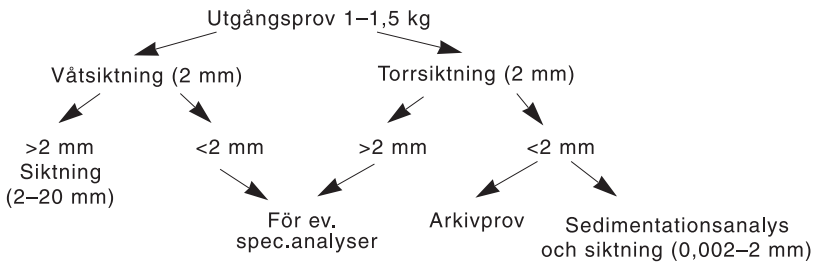 Utgångsprov 1–1,5 kg
Våtsiktning (2 mm)
Torrsiktning (2 mm)
>2 mm
Siktning
(2–20 mm)
<2 mm
>2 mm
<2 mm
För ev.
spec.analyser
Arkivprov
Sedimentationsanalys
och siktning (0,002–2 mm)